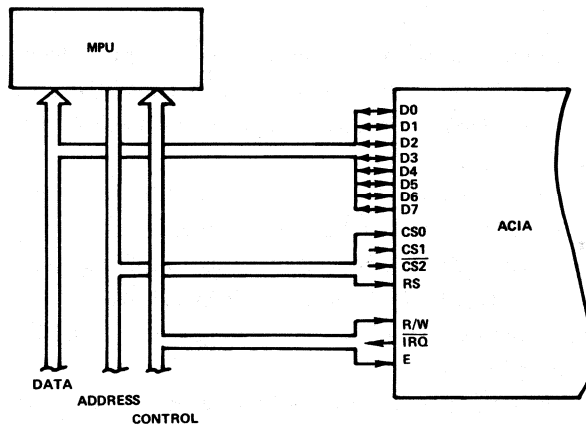 MPU
D0
D1
D2
D3
D4
D5
D6
D7
ACIA
CS0
CS1
CS2
RS
R/W
IRQ
E
DATA
ADDRESS
CONTROL